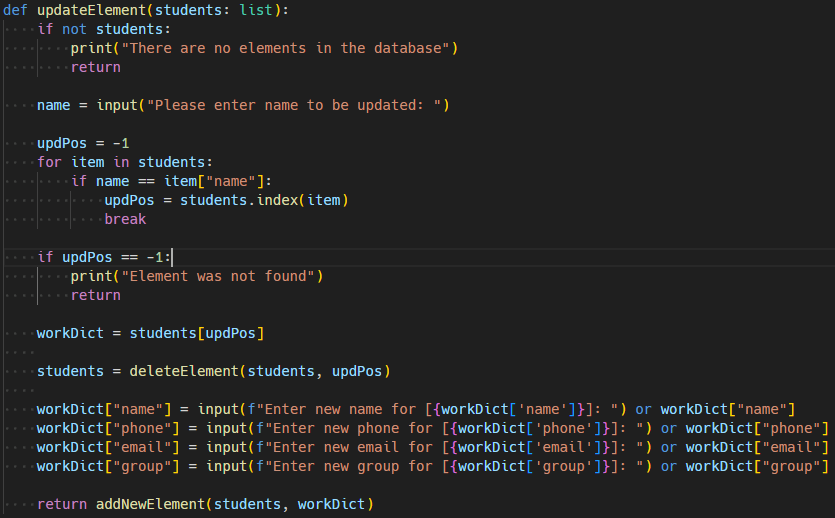 def updateElement(students: list):
    if not students:
        print("There are no elements in the database")
        return
    name = input("Please enter name to be updated: ")
    updPos = -1
    for item in students:
        if name == item["name"]:
            updPos = students.index(item)
            break
    if updPos == -1:
        print("Element was not found")
        return
    workDict = students[updPos]
    students = deleteElement(students, updPos)
    workDict["name"] = input(f"Enter new name for [{workDict['name']}]: ") or workDict["name"]
    workDict["phone"] = input(f"Enter new phone for [{workDict['phone']}]: ") or workDict["phone"]
    workDict["email"] = input(f"Enter new email for [{workDict['email']}]: ") or workDict["email"]
    workDict["group"] = input(f"Enter new group for [{workDict['group']}]: ") or workDict["group"]
    return addNewElement(students, workDict)